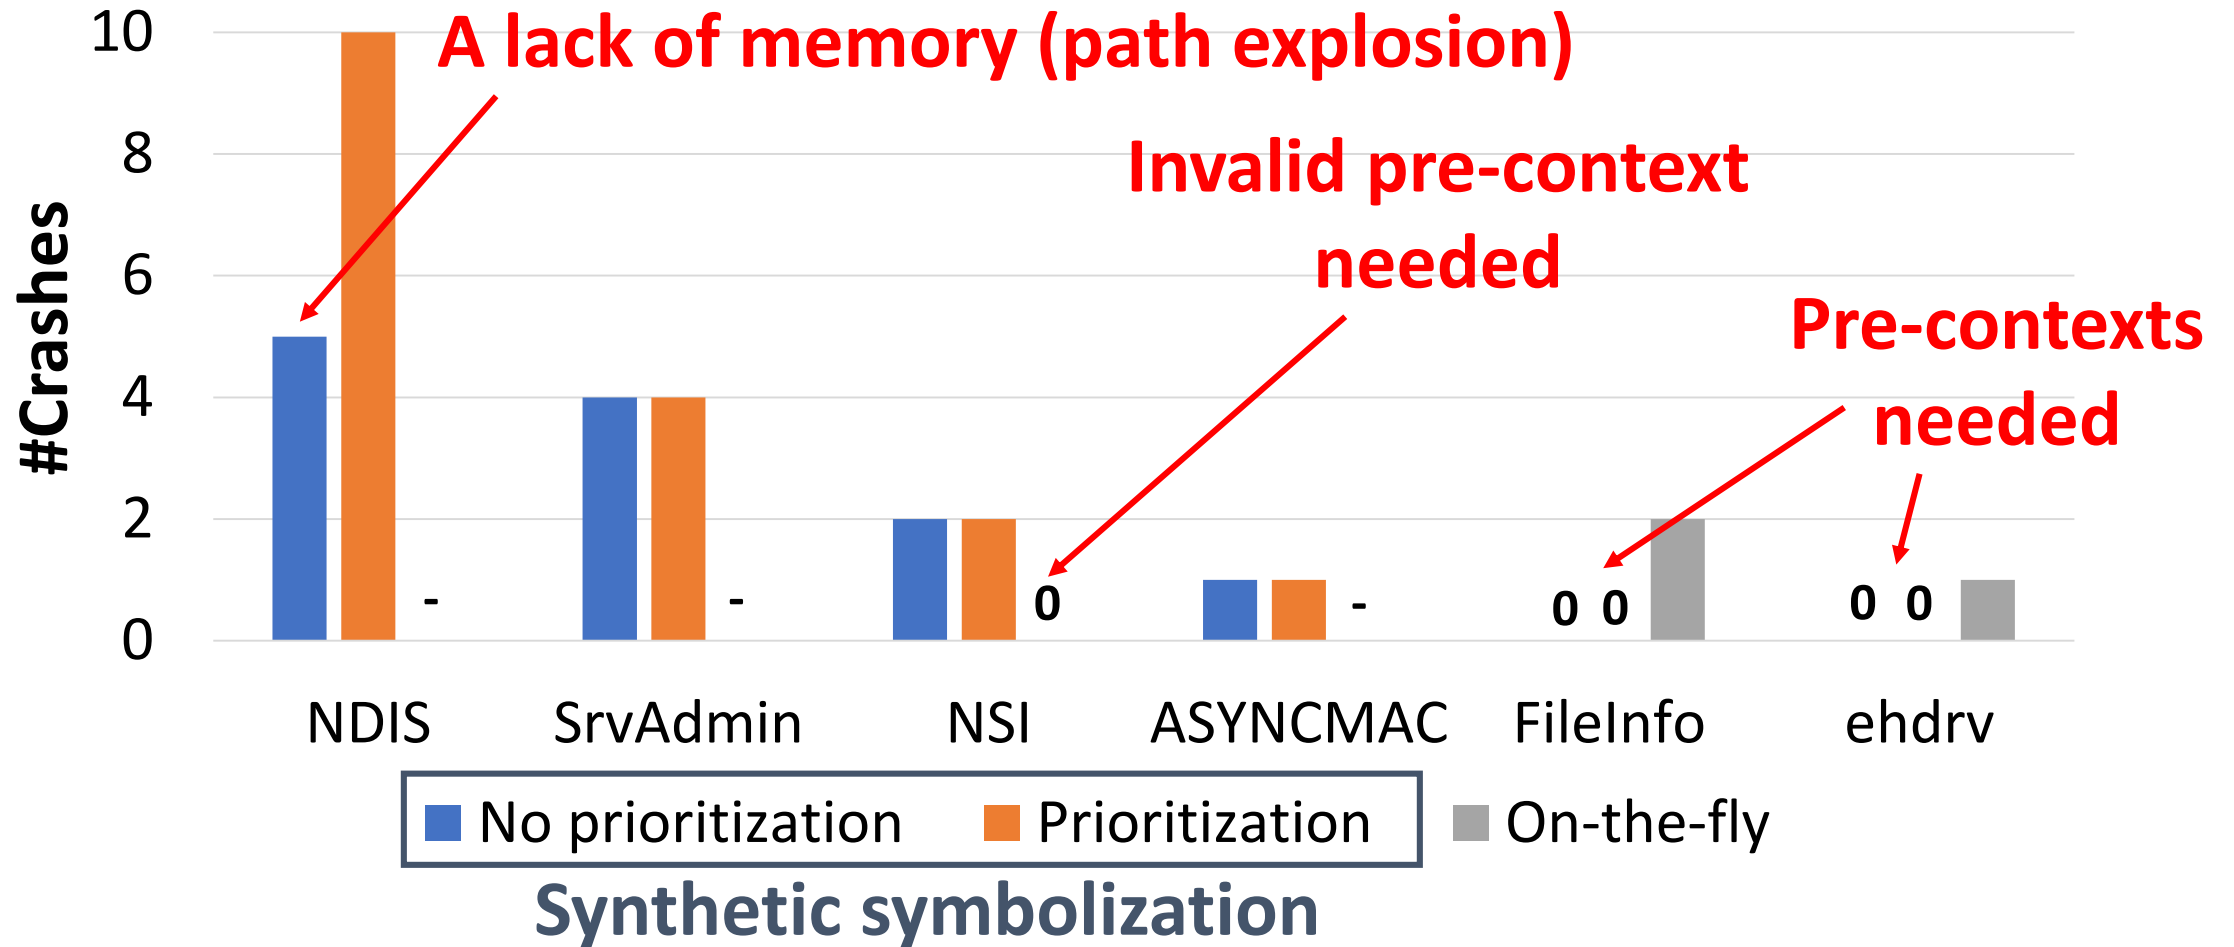 10
A lack of memory (path explosion)
8
Invalid pre-context
needed
6
Pre-contexts
needed
4
2
0
#Crashes
-
-
0
-
0 0
0 0
NDIS
SrvAdmin
NSI
ASYNCMAC
FileInfo
ehdrv
No prioritization
Prioritization
On-the-fly
Synthetic symbolization